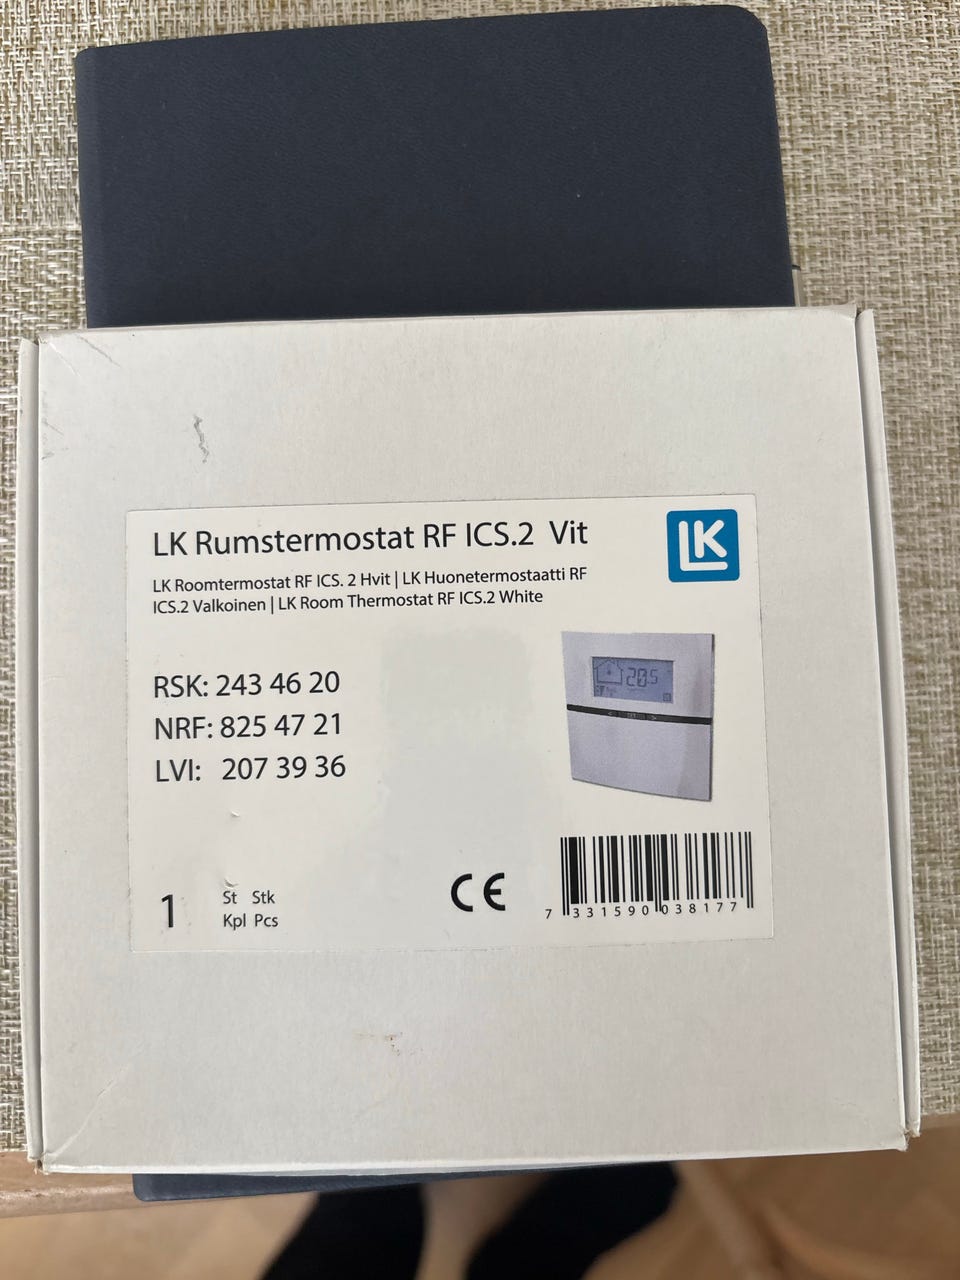 LK Rumstermostat RF ICS.2 Vit
LK
LK Roomtermostat RF ICS. 2 Hvit | LK Huonetermostaatti RF
ICS.2 Valkoinen | LK Room Thermostat RF ICS.2 White
20.5
RSK: 243 46 20
NRF: 825 47 21
LVI: 207 39 36
1
St Stk
Kpl Pcs
CE
7 331590 038177